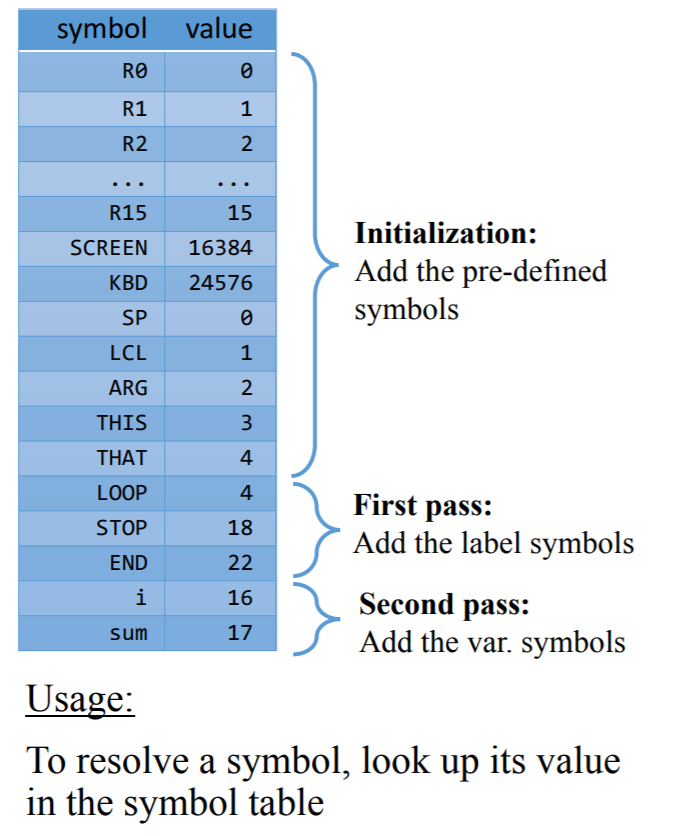 symbol value
R0 0
R1 1
R2 2
... ...
R15 15
SCREEN 16384
KBD 24576
SP 0
LCL 1
ARG 2
THIS 3
THAT 4
LOOP 4
STOP 18
END 22
i 16
sum 17
Initialization:
Add the pre-defined
symbols
First pass:
Add the label symbols
Second pass:
Add the var. symbols
Usage:
To resolve a symbol, look up its value
in the symbol table